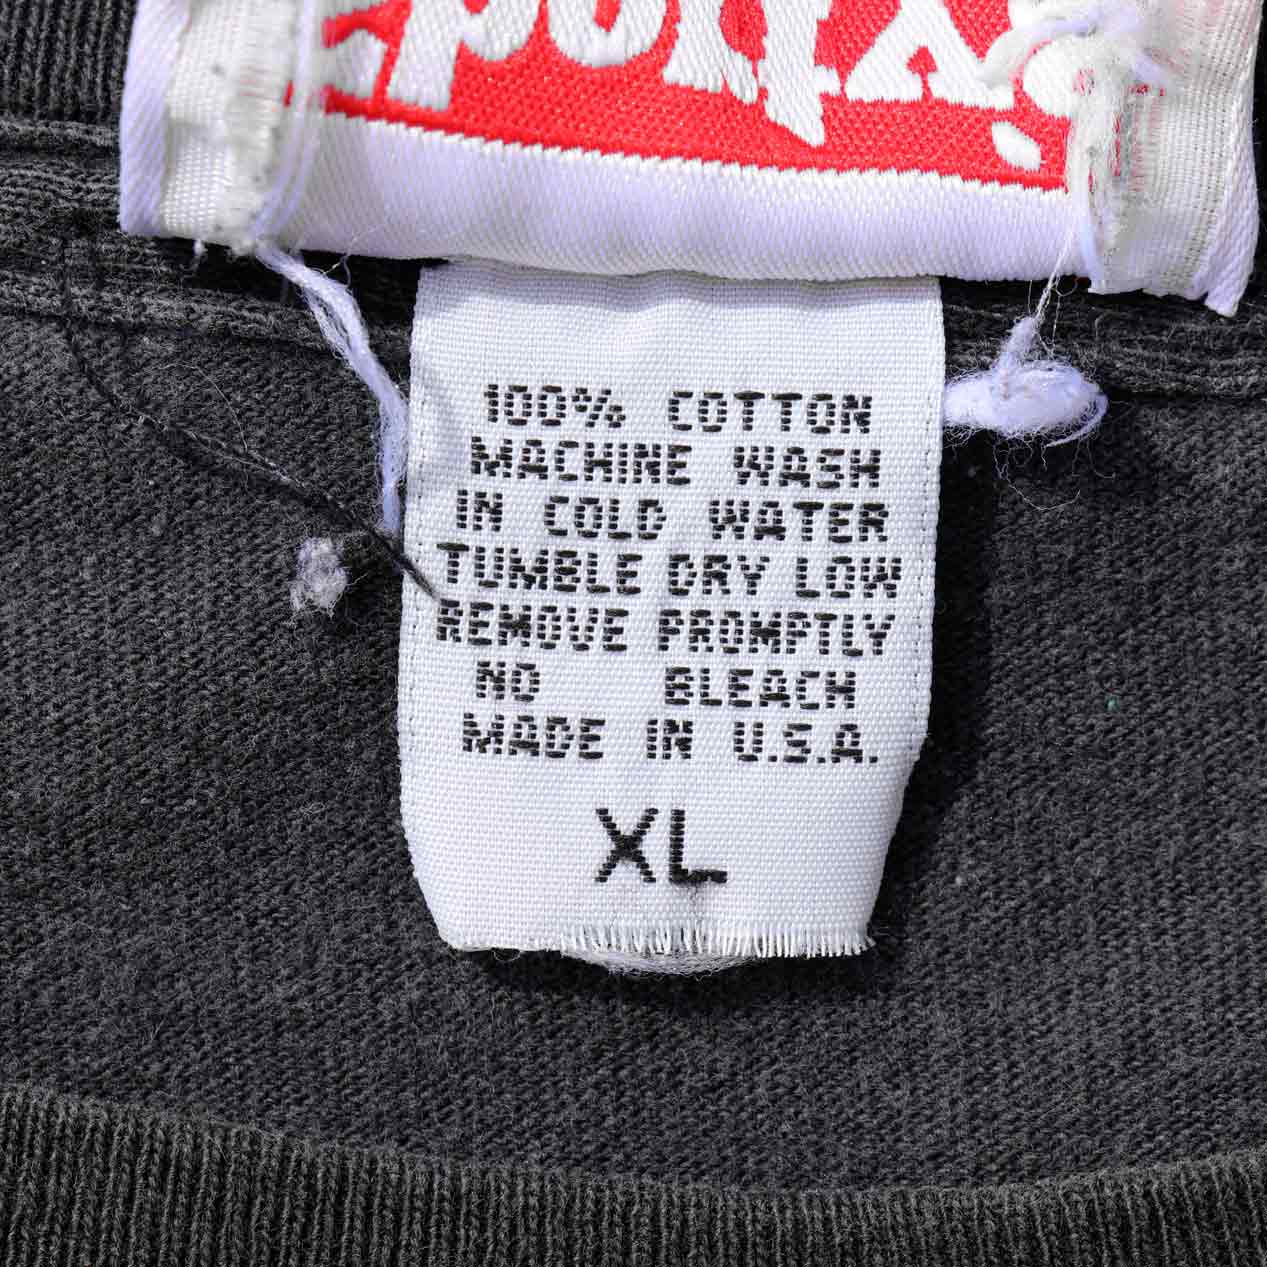 100% COTTON
MACHINE WASH
IN COLD WATER
TUMBLE DRY LOW
REMOVE PROMPTLY
NO BLEACH
MADE IN U.S.A.
XL